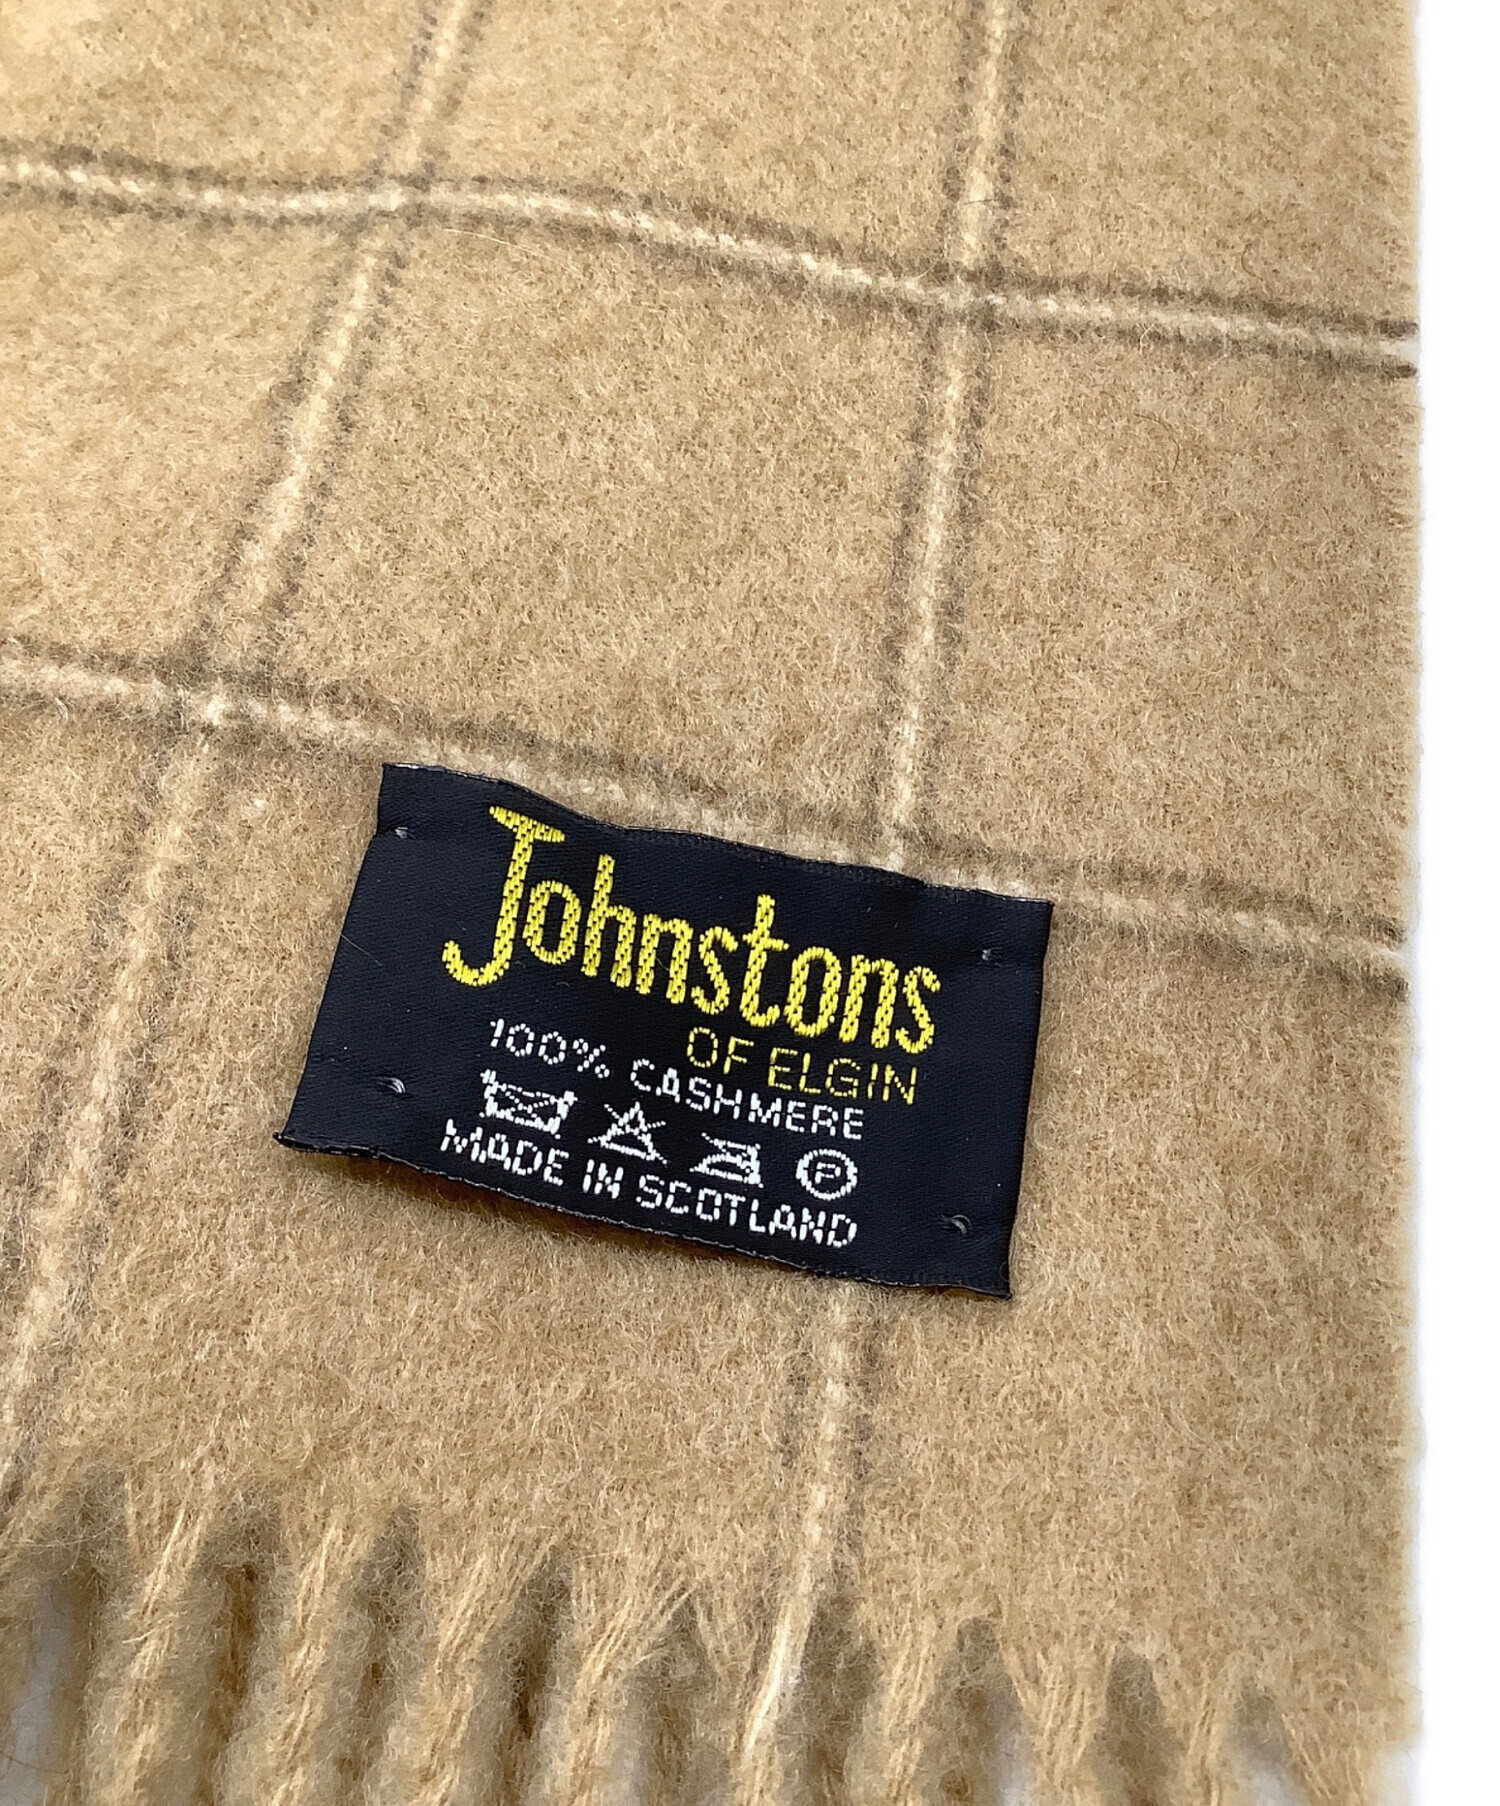 Johnstons
OF ELGIN
100% CASHMERE
P
MADE IN SCOTLAND